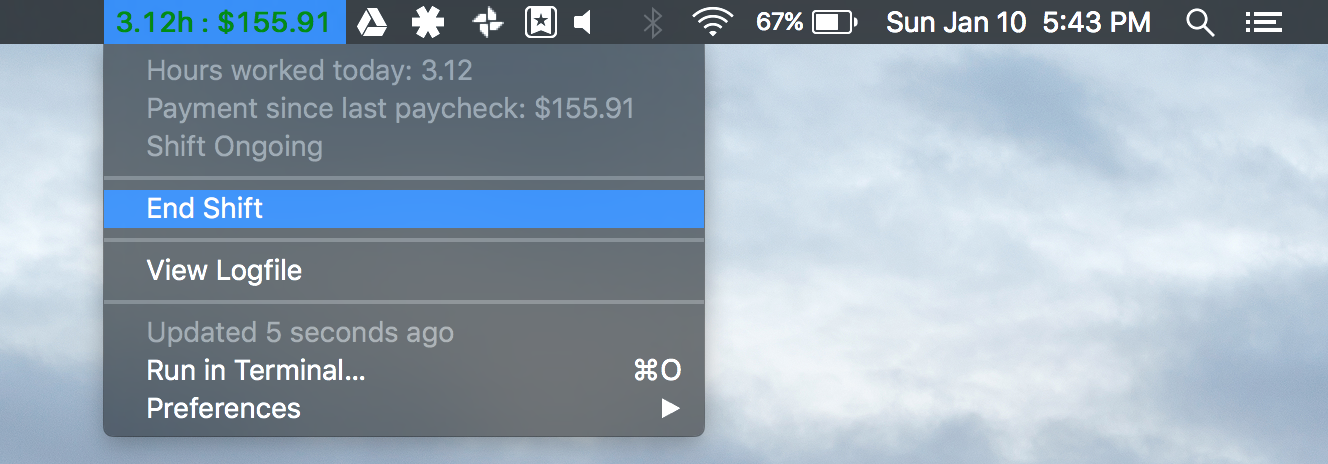 3.12h : $155.91 67% Sun Jan 10 5:43 PM
Hours worked today: 3.12
Payment since last paycheck: $155.91
Shift Ongoing
End Shift
View Logfile
Updated 5 seconds ago
Run in Terminal... ⌘O
Preferences ▶